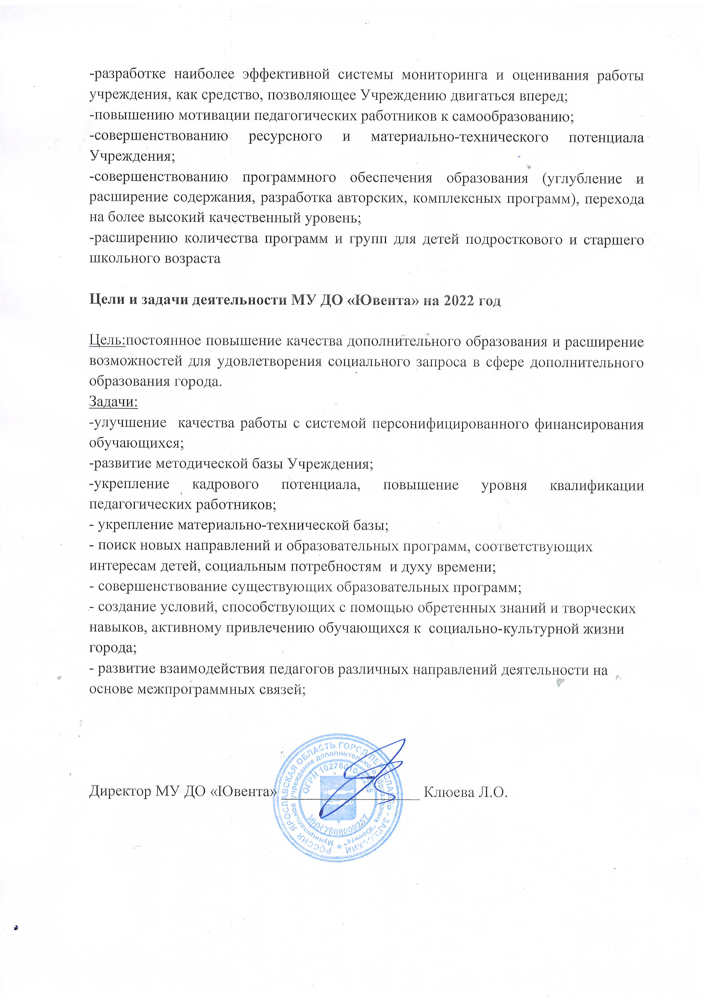 -разработке наиболее эффективной системы мониторинга и оценивания работы
учреждения, как средство, позволяющее Учреждению двигаться вперед;
-повышению мотивации педагогических работников к самообразованию;
-совершенствованию ресурсного и материально-технического потенциала
Учреждения;
-совершенствованию программного обеспечения образования (углубление и
расширение содержания, разработка авторских, комплексных программ), перехода
на более высокий качественный уровень;
-расширению количества программ и групп для детей подросткового и старшего
школьного возраста
Цели и задачи деятельности МУ ДО «Ювента» на 2022 год
Цель:постоянное повышение качества дополнительного образования и расширение
возможностей для удовлетворения социального запроса в сфере дополнительного
образования города.
Задачи:
-улучшение  качества работы с системой персонифицированного финансирования
обучающихся;
-развитие методической базы Учреждения;
-укрепление кадрового потенциала, повышение уровня квалификации
педагогических работников;
- укрепление материально-технической базы;
- поиск новых направлений и образовательных программ, соответствующих
интересам детей, социальным потребностям  и духу времени;
- совершенствование существующих образовательных программ;
- создание условий, способствующих с помощью обретенных знаний и творческих
навыков, активному привлечению обучающихся к  социально-культурной жизни
города;
- развитие взаимодействия педагогов различных направлений деятельности на
основе межпрограммных связей;
Директор МУ ДО «Ювента» Клюева Л.О.
РОССИЯ ЯРОСЛАВСКАЯ ОБЛАСТЬ ГОРОД ПЕРЕСЛАВЛЬ - ЗАЛЕССКИЙ *
Муниципальное учреждение дополнительного образования "Ювента"
ОГРН
ИНН 7608009257